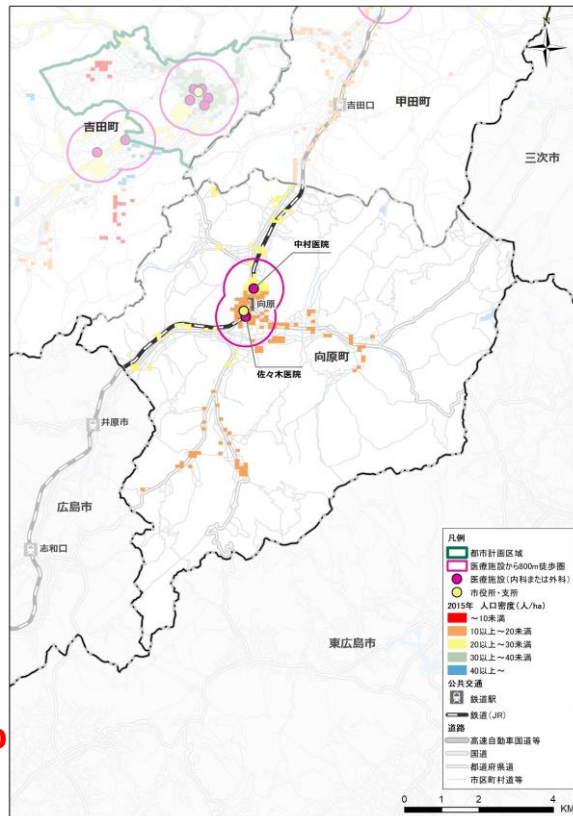 甲田町
吉田口
吉田町
三次市
中村医院
向原
向原町
佐々木医院
井原市
広島市
志和口
東広島市
凡例
都市計画区域
医療施設から800m徒歩圏
医療施設(内科または外科)
市役所・支所
2015年 人口密度(人/ha)
~10未満
10以上~20未満
20以上~30未満
30以上~40未満
40以上~
公共交通
鉄道駅
鉄道(JR)
道路
高速自動車国道等
国道
都道府県道
市区町村道等
0 1 2 4
KM